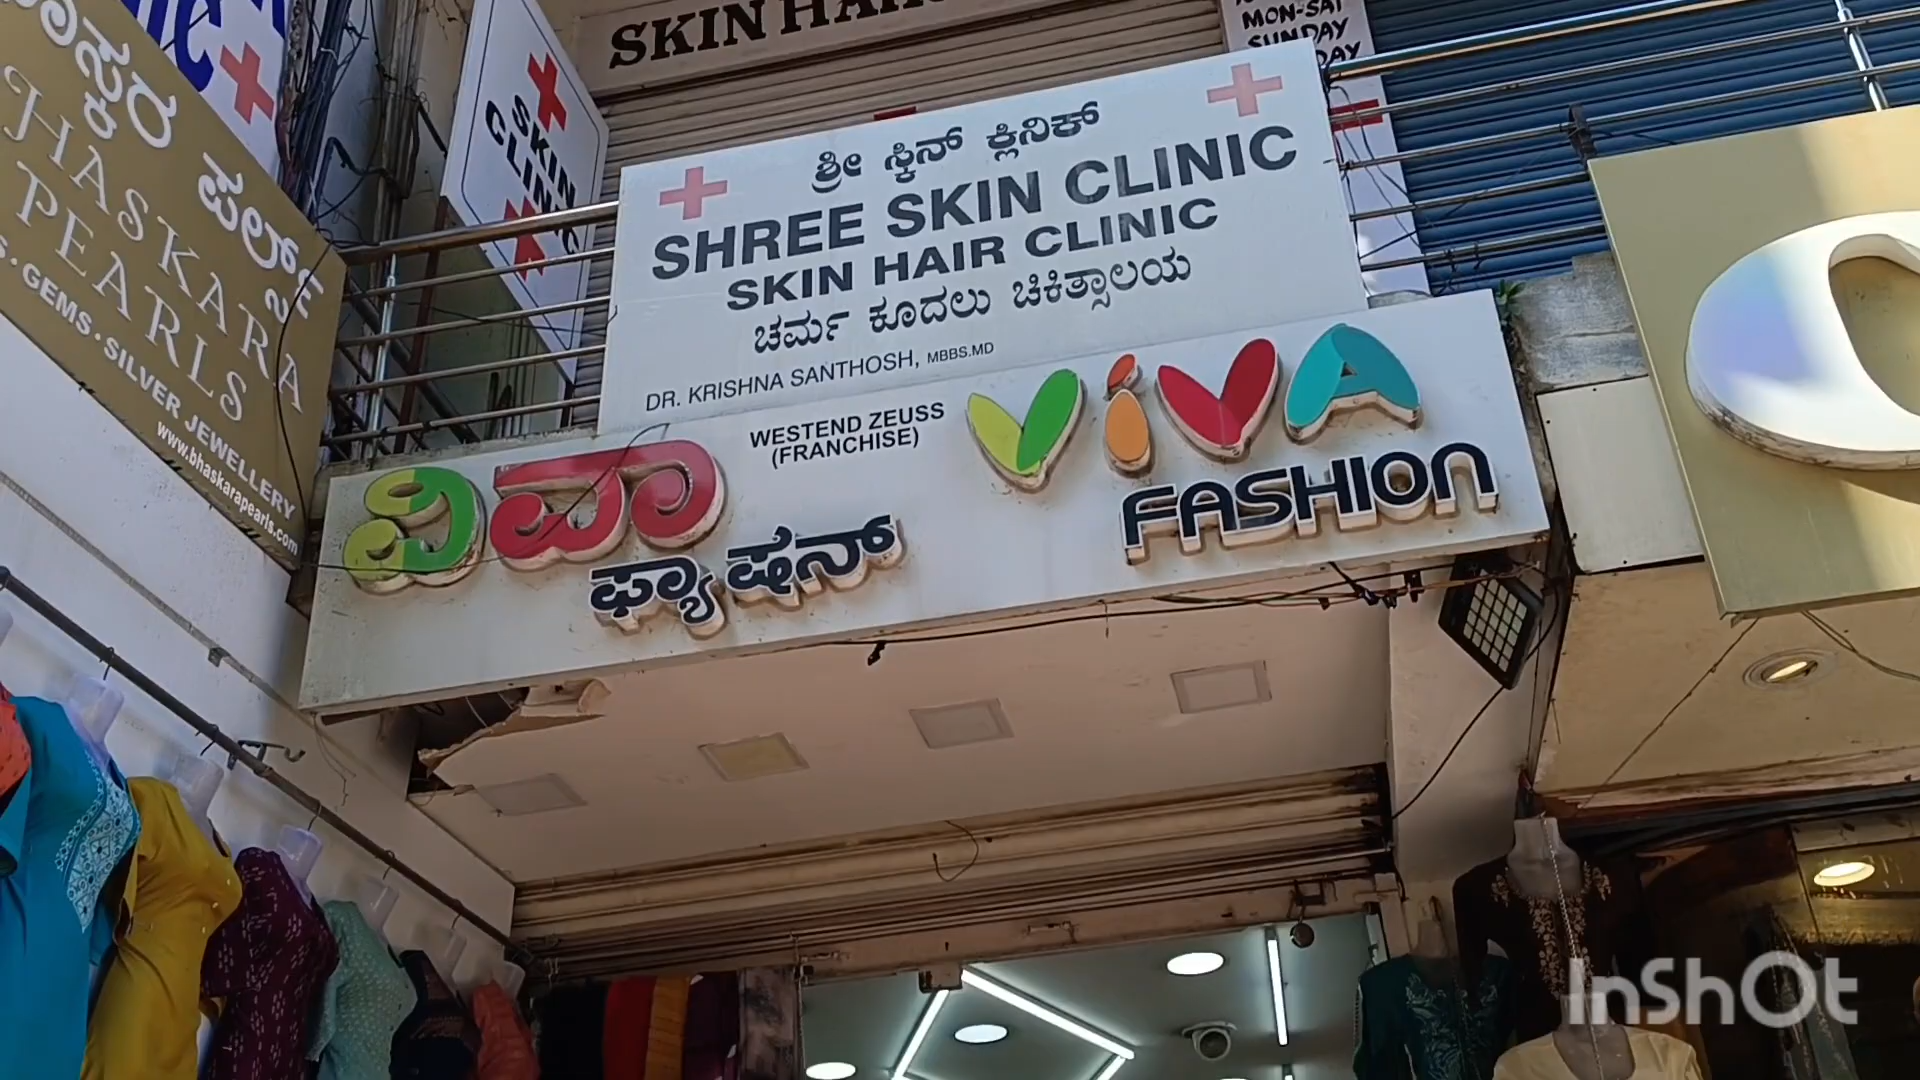 ಸ್ಕರ ಪರ್ಲ್ಸ್
HASKARA
PEARLS
GEMS.SILVER JEWELLERY
www.bhaskarapearls.com
SKIN
CLINIC
SKIN HAIR
MON-SAT
SUNDAY
ಶ್ರೀ ಸ್ಕಿನ್ ಕ್ಲಿನಿಕ್
SHREE SKIN CLINIC
SKIN HAIR CLINIC
ಚರ್ಮ ಕೂದಲು ಚಿಕಿತ್ಸಾಲಯ
DR. KRISHNA SANTHOSH, MBBS.MD
WESTEND ZEUSS
(FRANCHISE)
ವಿವಾ
ಫ್ಯಾಷನ್
ViVA
FASHION
InShOt